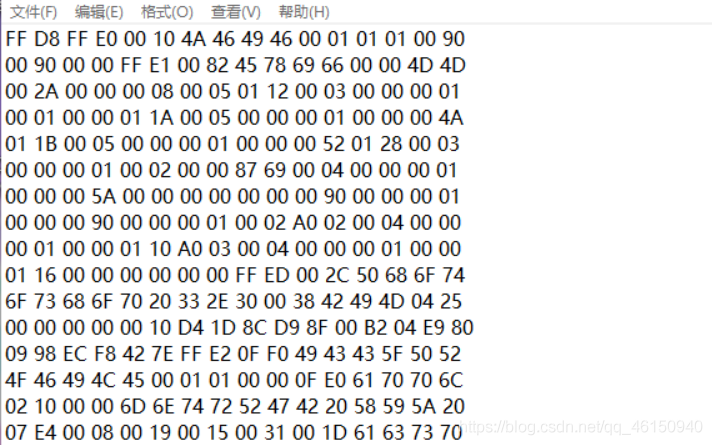 文件(F) 编辑(E) 格式(O) 查看(V) 帮助(H)
FF D8 FF E0 00 10 4A 46 49 46 00 01 01 01 00 90
00 90 00 00 FF E1 00 82 45 78 69 66 00 00 4D 4D
00 2A 00 00 00 08 00 05 01 12 00 03 00 00 00 01
00 01 00 00 01 1A 00 05 00 00 00 01 00 00 00 4A
01 1B 00 05 00 00 00 01 00 00 00 52 01 28 00 03
00 00 00 01 00 02 00 00 87 69 00 04 00 00 00 01
00 00 00 5A 00 00 00 00 00 00 00 90 00 00 00 01
00 00 00 90 00 00 00 01 00 02 A0 02 00 04 00 00
00 01 00 00 01 10 A0 03 00 04 00 00 00 01 00 00
01 16 00 00 00 00 00 00 FF ED 00 2C 50 68 6F 74
6F 73 68 6F 70 20 33 2E 30 00 38 42 49 4D 04 25
00 00 00 00 00 10 D4 1D 8C D9 8F 00 B2 04 E9 80
09 98 EC F8 42 7E FF E2 0F F0 49 43 43 5F 50 52
4F 46 49 4C 45 00 01 01 00 00 0F E0 61 70 70 6C
02 10 00 00 6D 6E 74 72 52 47 42 20 58 59 5A 20
07 E4 00 08 00 19 00 15 00 31 00 1D 61 63 73 70
https://blog.csdn.net/qq_46150940